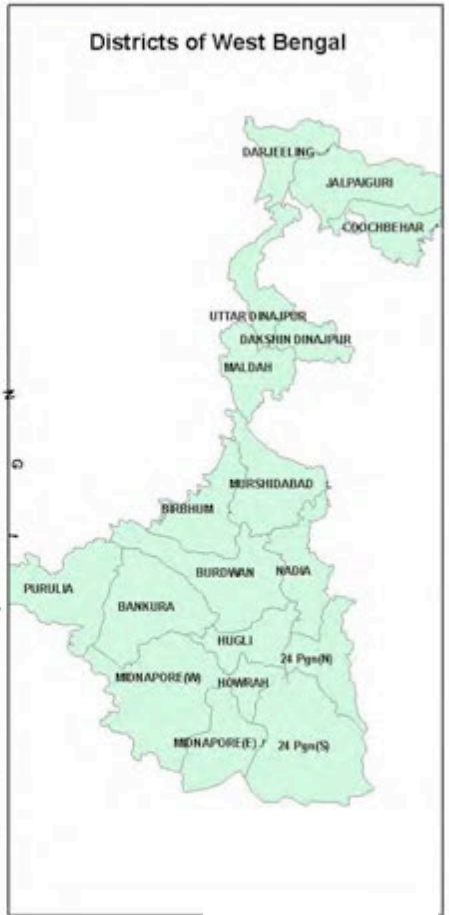 Districts of West Bengal
DARJEELING
JALPAIGURI
COOCHBEHAR
UTTAR DINAJPUR
DAKSHIN DINAJPUR
MALDAH
N
G
MURSHIDABAD
BIRBHUM
BURDWAN
NADIA
PURULIA
BANKURA
HUGLI
24 Pgn(N)
MIDNAPORE(W)
HOWRAH
MIDNAPORE(E)
24 Pgn(S)